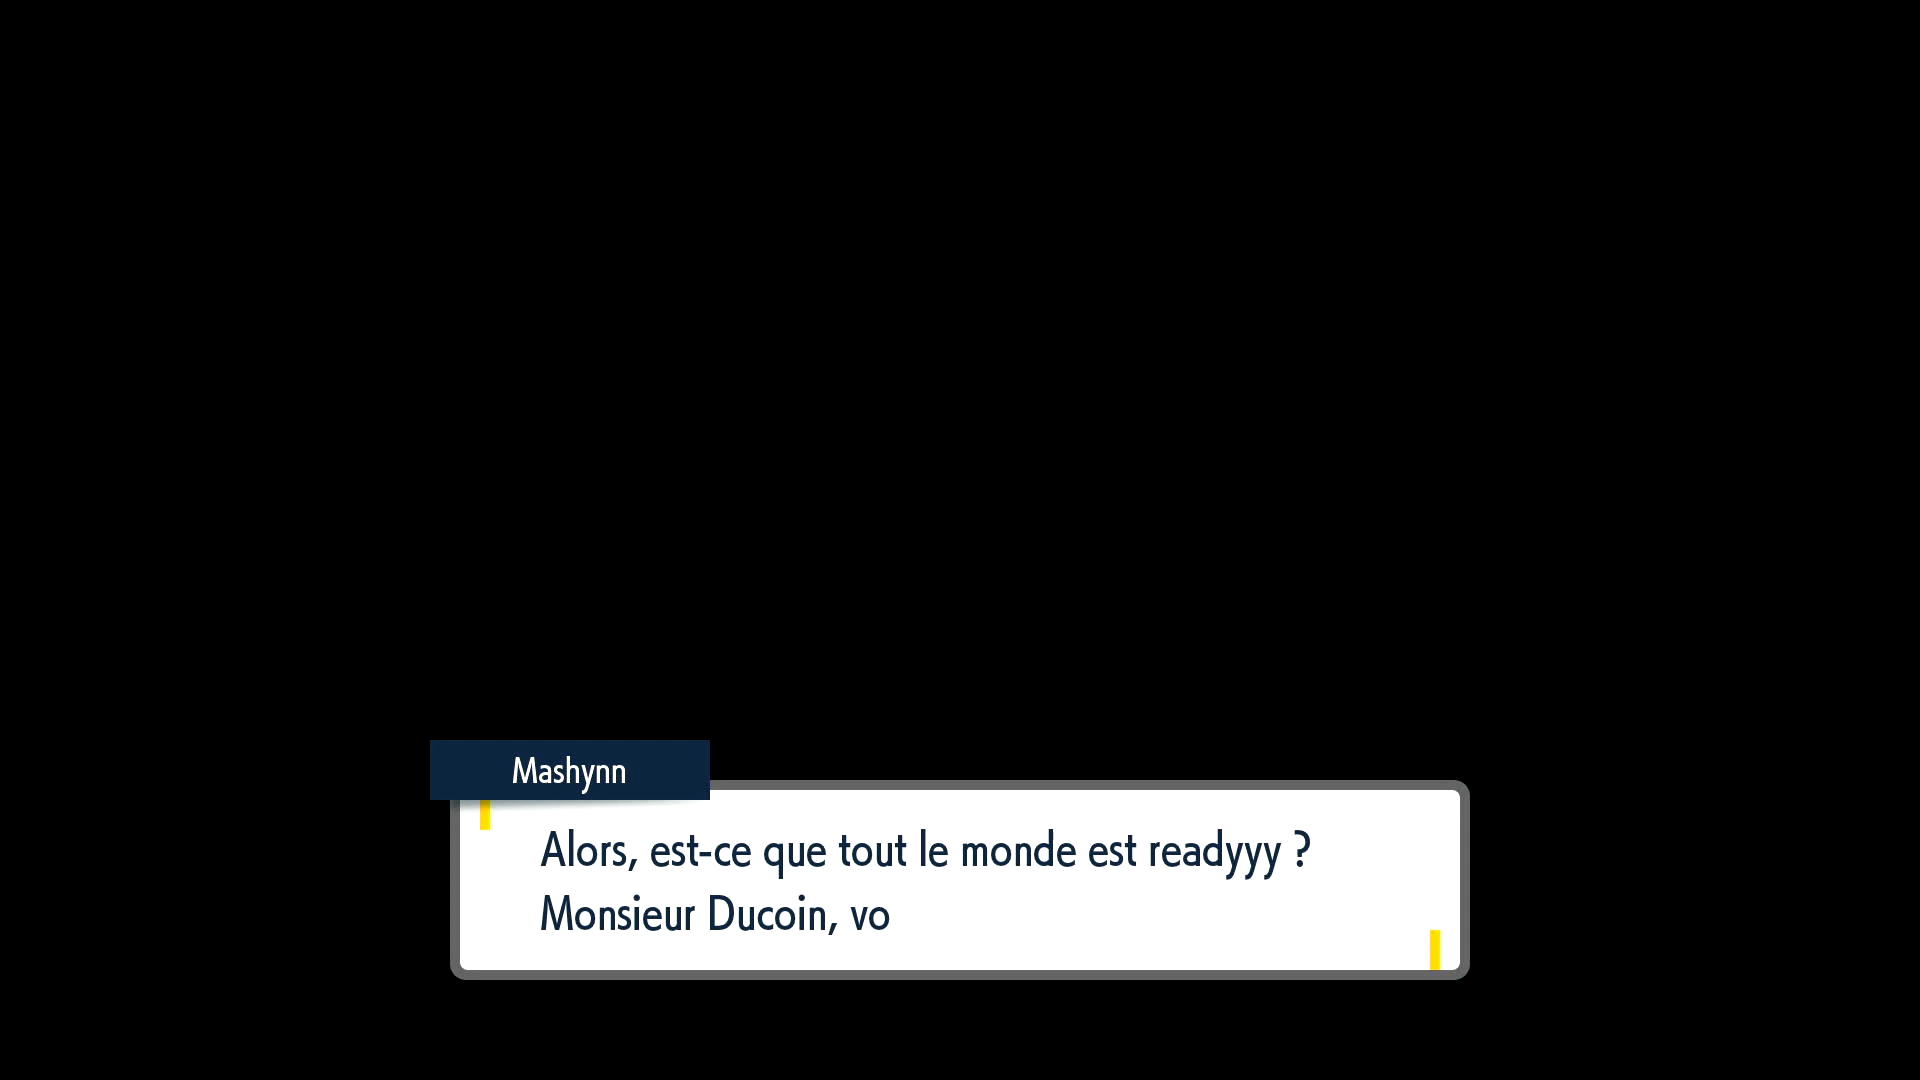 Mashynn
Alors, est-ce que tout le monde est readyyy ?
Monsieur Ducoin, vo